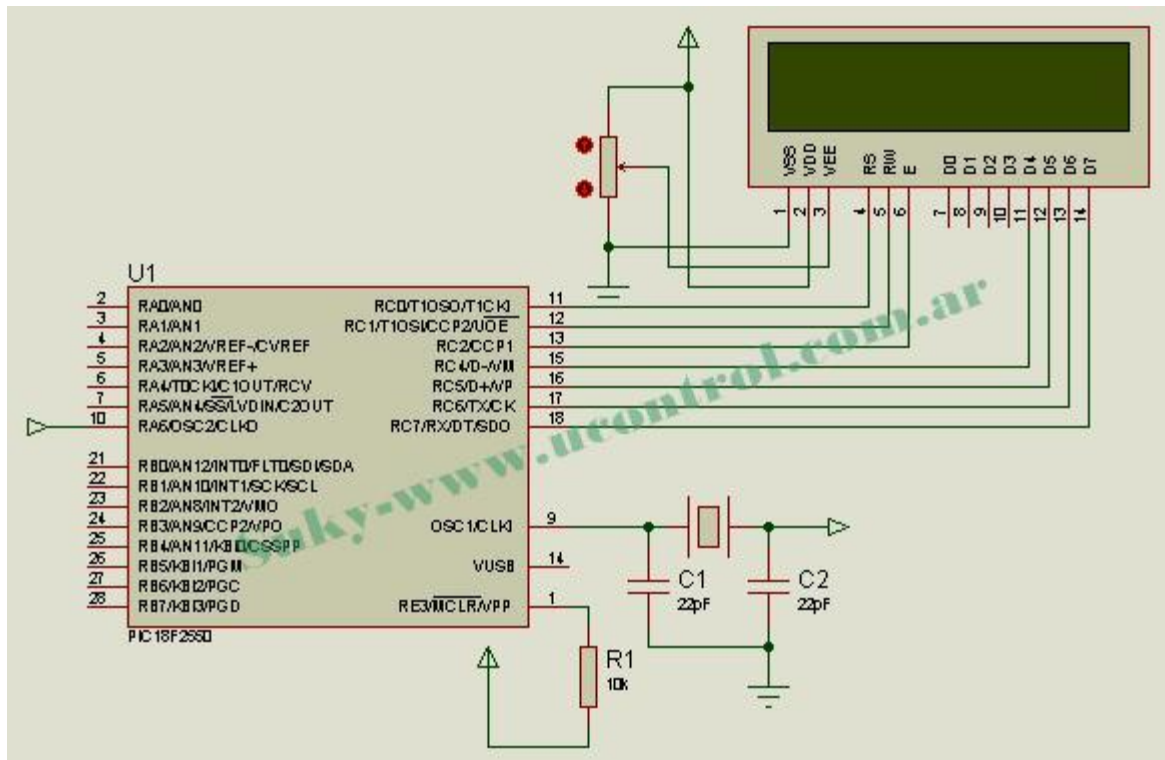 VSS
VDD
VEE
RS
RW
E
D0
D1
D2
D3
D4
D5
D6
D7
1
2
3
4
5
6
7
8
9
10
11
12
13
14
U1
2 RA0/AN0
3 RA1/AN1
4 RA2/AN2/VREF-/CVREF
5 RA3/AN3/VREF+
6 RA4/T0CKI/C1OUT/RCV
7 RA5/AN4/SS/LVDIN/C2OUT
10 RA6/OSC2/CLKO
21 RB0/AN12/INT0/FLT0/SDI/SDA
22 RB1/AN10/INT1/SCK/SCL
23 RB2/AN8/INT2/VMO
24 RB3/AN9/CCP2/VPO
25 RB4/AN11/KBI0/CSSPP
26 RB5/KBI1/PGM
27 RB6/KBI2/PGC
28 RB7/KBI3/PGD
RC0/T1OSO/T1CKI 11
RC1/T1OSI/CCP2/UOE 12
RC2/CCP1 13
RC4/D-/VM 15
RC5/D+/VP 16
RC6/TX/CK 17
RC7/RX/DT/SDO 18
OSC1/CLKI 9
VUSB 14
RE3/MCLR/VPP 1
PIC18F2550
C1
22pF
C2
22pF
R1
10k
Suky-www.ucontrol.com.ar